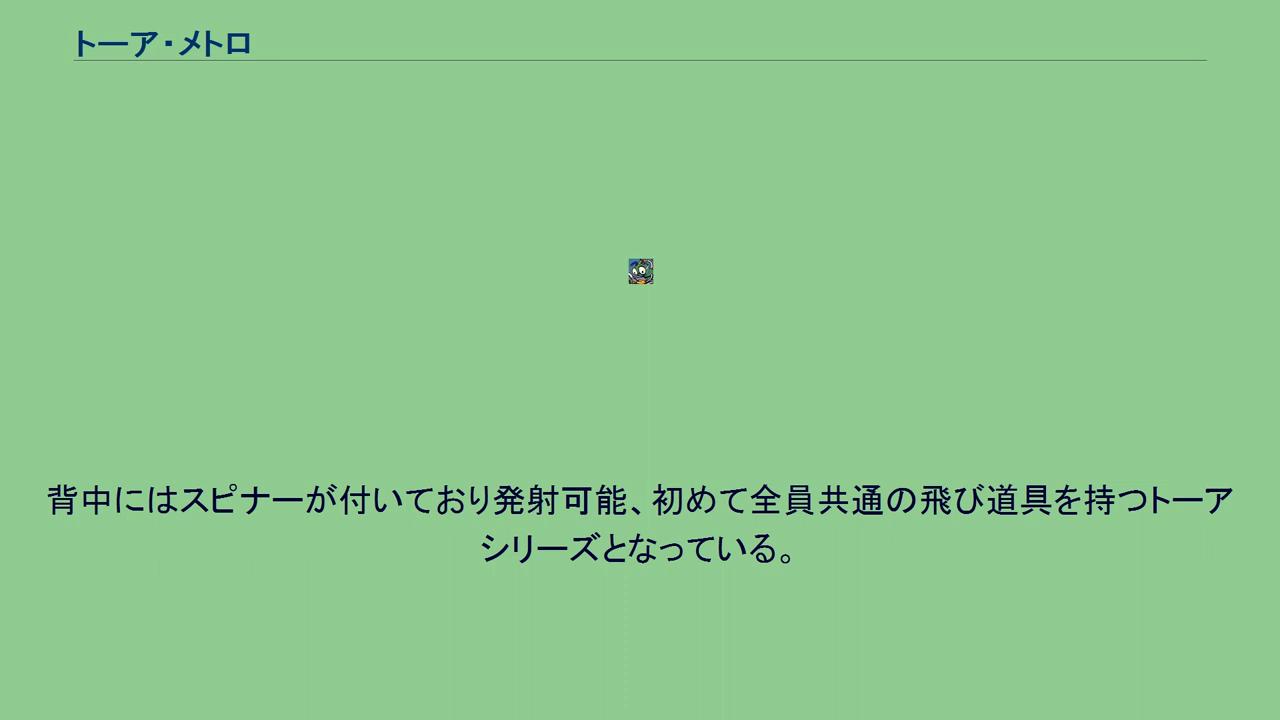 トーア・メトロ
背中にはスピナーが付いており発射可能、初めて全員共通の飛び道具を持つトーア
シリーズとなっている。